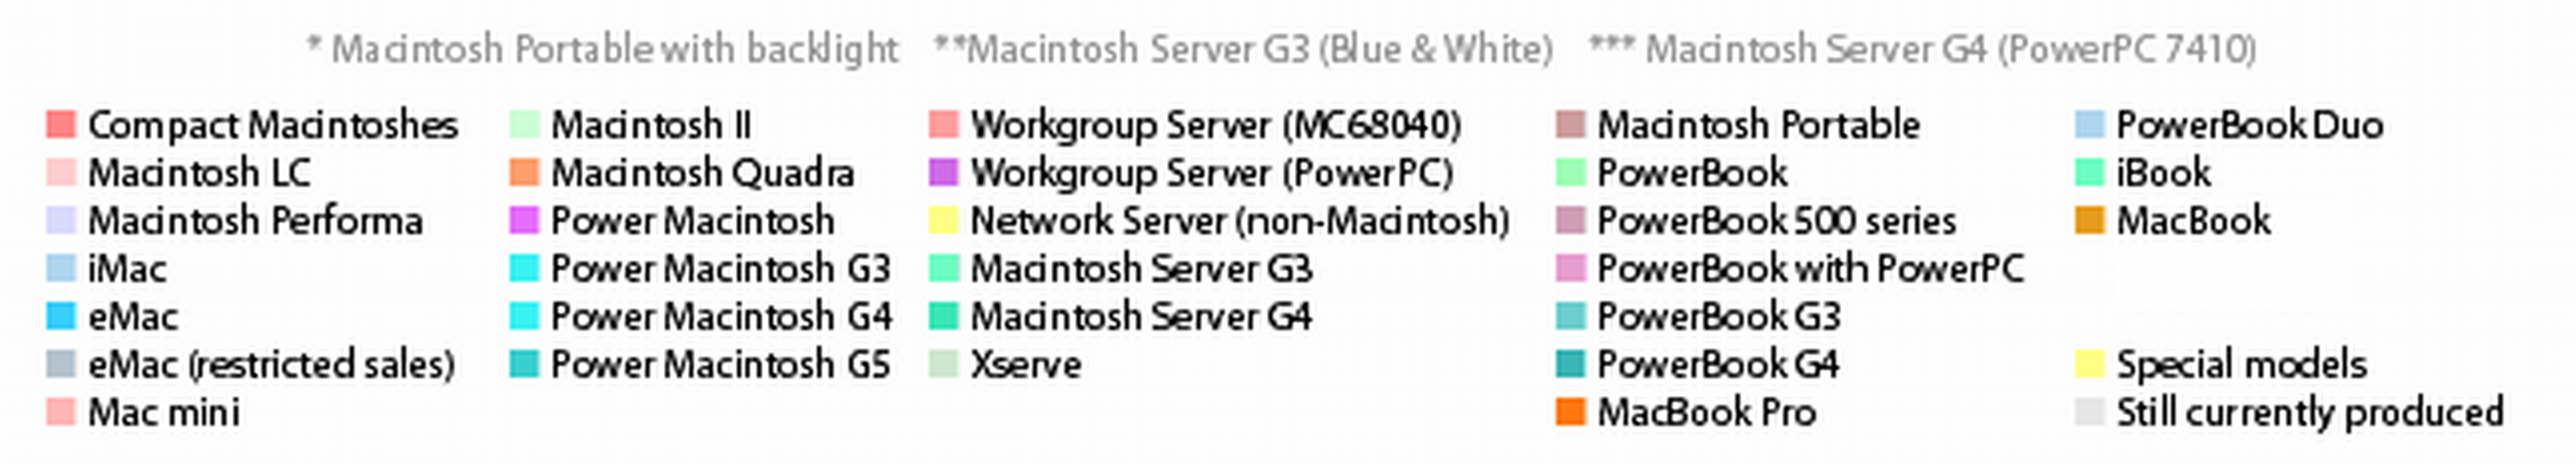 * Macintosh Portable with backlight **Macintosh Server G3 (Blue & White) *** Macintosh Server G4 (PowerPC 7410)
Compact Macintoshes
Macintosh LC
Macintosh Performa
iMac
eMac
eMac (restricted sales)
Mac mini
Macintosh II
Macintosh Quadra
Power Macintosh
Power Macintosh G3
Power Macintosh G4
Power Macintosh G5
Workgroup Server (MC68040)
Workgroup Server (PowerPC)
Network Server (non-Macintosh)
Macintosh Server G3
Macintosh Server G4
Xserve
Macintosh Portable
PowerBook
PowerBook 500 series
PowerBook with PowerPC
PowerBook G3
PowerBook G4
MacBook Pro
PowerBook Duo
iBook
MacBook
Special models
Still currently produced